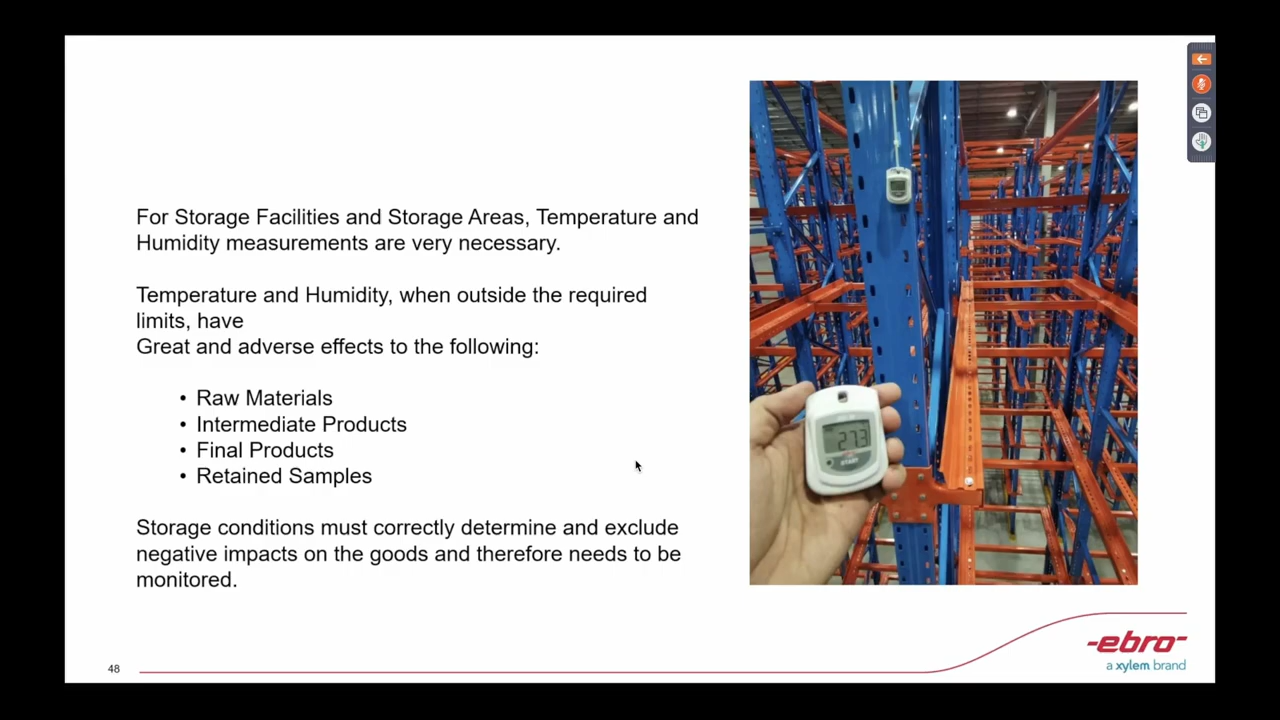 For Storage Facilities and Storage Areas, Temperature and
Humidity measurements are very necessary.
Temperature and Humidity, when outside the required
limits, have
Great and adverse effects to the following:
• Raw Materials
• Intermediate Products
• Final Products
• Retained Samples
Storage conditions must correctly determine and exclude
negative impacts on the goods and therefore needs to be
monitored.
27.3
START
48
-ebro-
a xylem brand